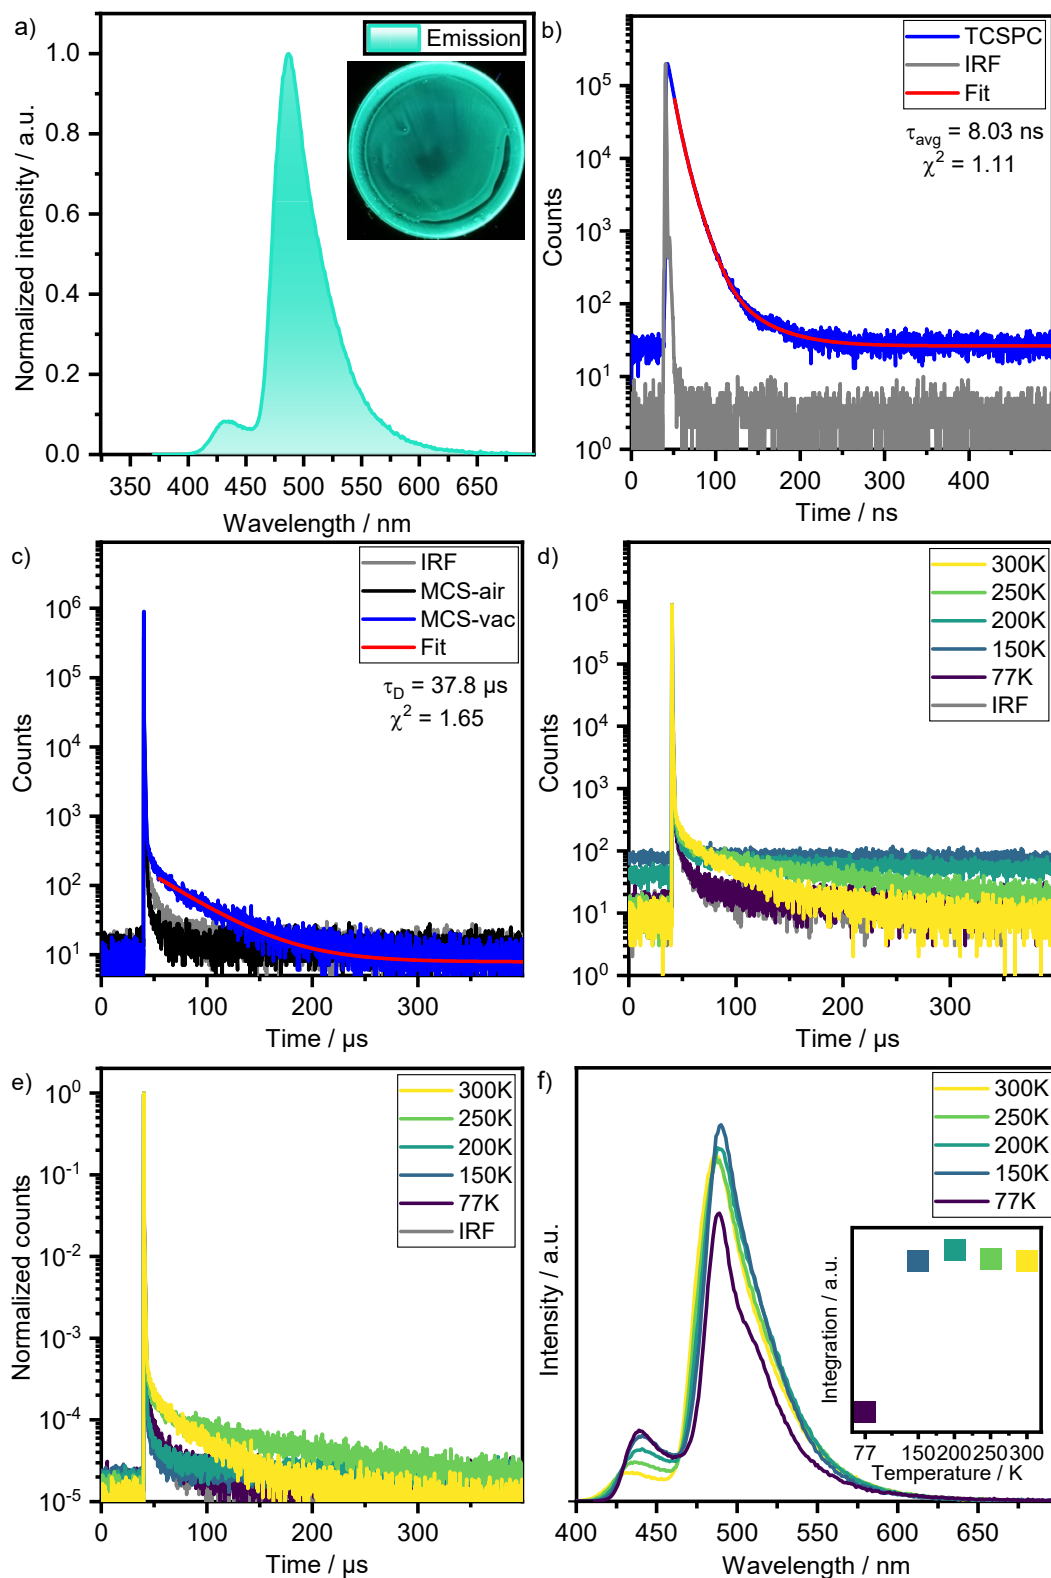 a)
Emission
1.0
0.8
0.6
0.4
0.2
0.0
Normalized intensity / a.u.
350 400 450 500 550 600 650
Wavelength / nm
b)
TCSPC
IRF
Fit
τavg = 8.03 ns
χ² = 1.11
10⁵
10⁴
10³
10²
10¹
10⁰
Counts
0 100 200 300 400
Time / ns
c)
IRF
MCS-air
MCS-vac
Fit
τD = 37.8 µs
χ² = 1.65
10⁶
10⁵
10⁴
10³
10²
10¹
Counts
0 100 200 300
Time / µs
d)
300K
250K
200K
150K
77K
IRF
10⁶
10⁵
10⁴
10³
10²
10¹
10⁰
Counts
0 100 200 300
Time / µs
e)
300K
250K
200K
150K
77K
IRF
10⁰
10⁻¹
10⁻²
10⁻³
10⁻⁴
10⁻⁵
Normalized counts
0 100 200 300
Time / µs
f)
300K
250K
200K
150K
77K
Intensity / a.u.
Integration / a.u.
77 150 200 250 300
Temperature / K
400 450 500 550 600 650
Wavelength / nm